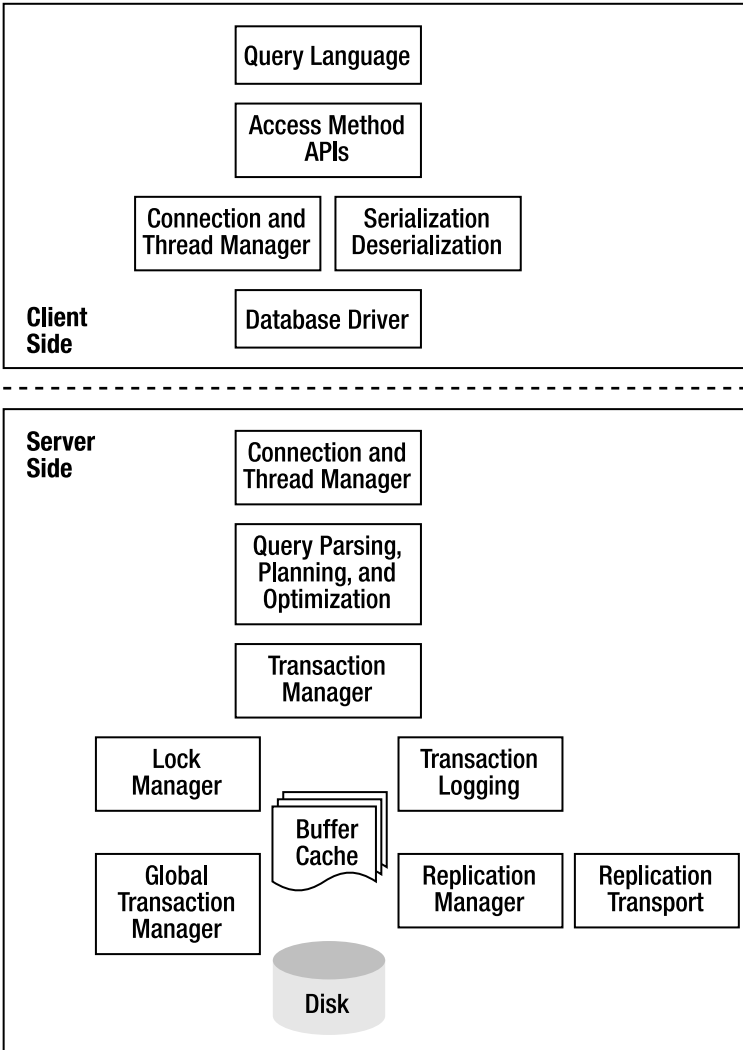 Query Language
Access Method
APIs
Connection and
Thread Manager
Serialization
Deserialization
Client
Side
Database Driver
Server
Side
Connection and
Thread Manager
Query Parsing,
Planning, and
Optimization
Transaction
Manager
Lock
Manager
Transaction
Logging
Buffer
Cache
Global
Transaction
Manager
Replication
Manager
Replication
Transport
Disk